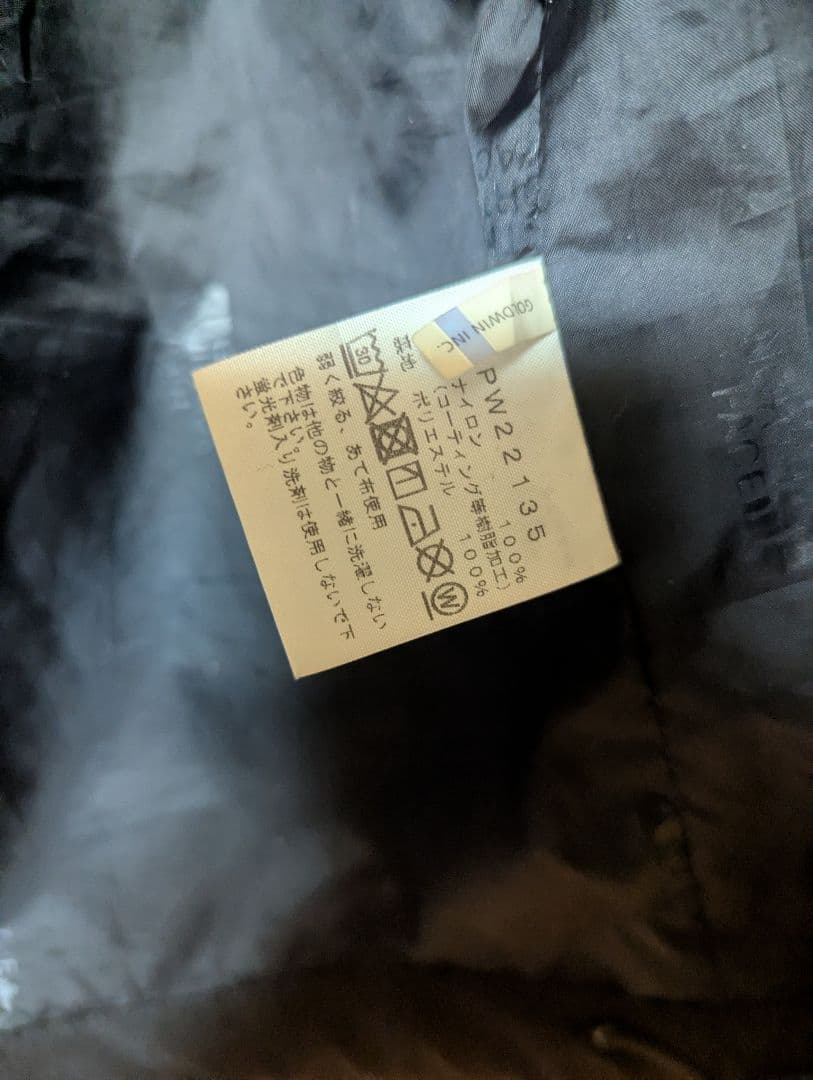 GOLDWIN INC.
PW22135
ナイロン 100%
(コーティング等樹脂加工)
ポリエステル 100%
30
W
弱く絞る、あて布使用
色物は他の物と一緒に洗濯しない
で下さい。
蛍光剤入り洗剤は使用しないで下
さい。